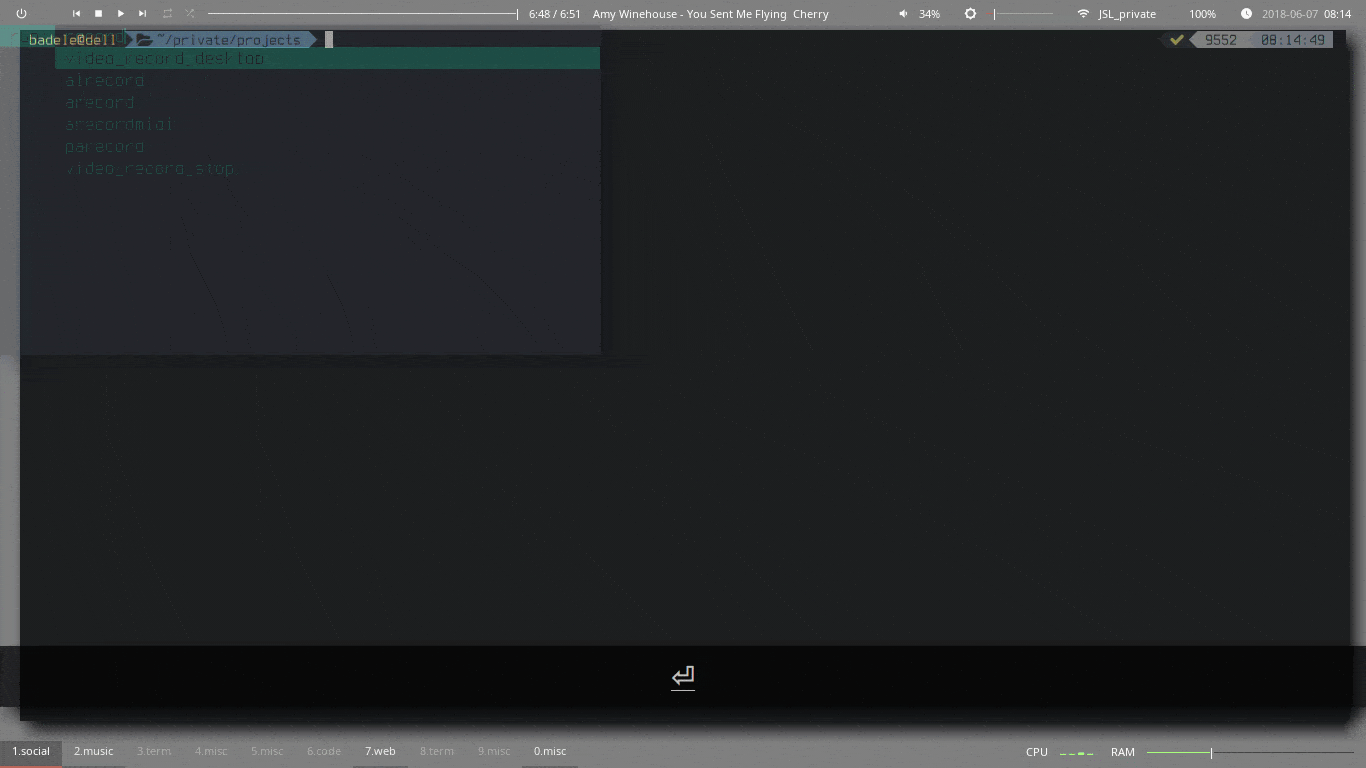 6:48 / 6:51 Amy Winehouse - You Sent Me Flying Cherry 34% JSL_private 100% 2018-06-07 08:14
badele@dell ~/private/projects 9552 08:14:49
video_record_desktop
alrecord
arecord
arecordmidi
parecord
video_record_stop
1.social 2.music 3.term 4.misc 5.misc 6.code 7.web 8.term 9.misc 0.misc CPU RAM